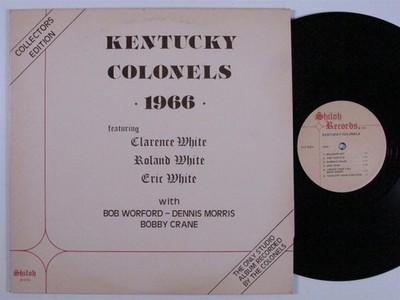 COLLECTORS
EDITION
KENTUCKY
COLONELS
· 1966 ·
featuring
Clarence White
Roland White
Eric White
with
BOB WORFORD – DENNIS MORRIS
BOBBY CRANE
Shiloh
THE ONLY STUDIO
ALBUM RECORDED
BY THE COLONELS
Shiloh
Records
KENTUCKY COLONELS